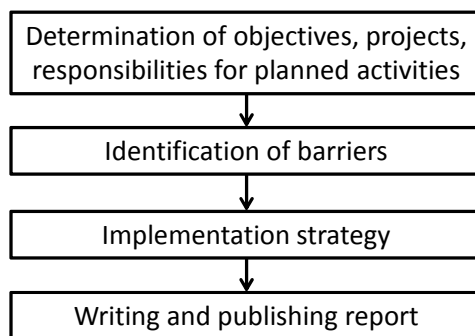 Determination of objectives, projects,
responsibilities for planned activities
Identification of barriers
Implementation strategy
Writing and publishing report